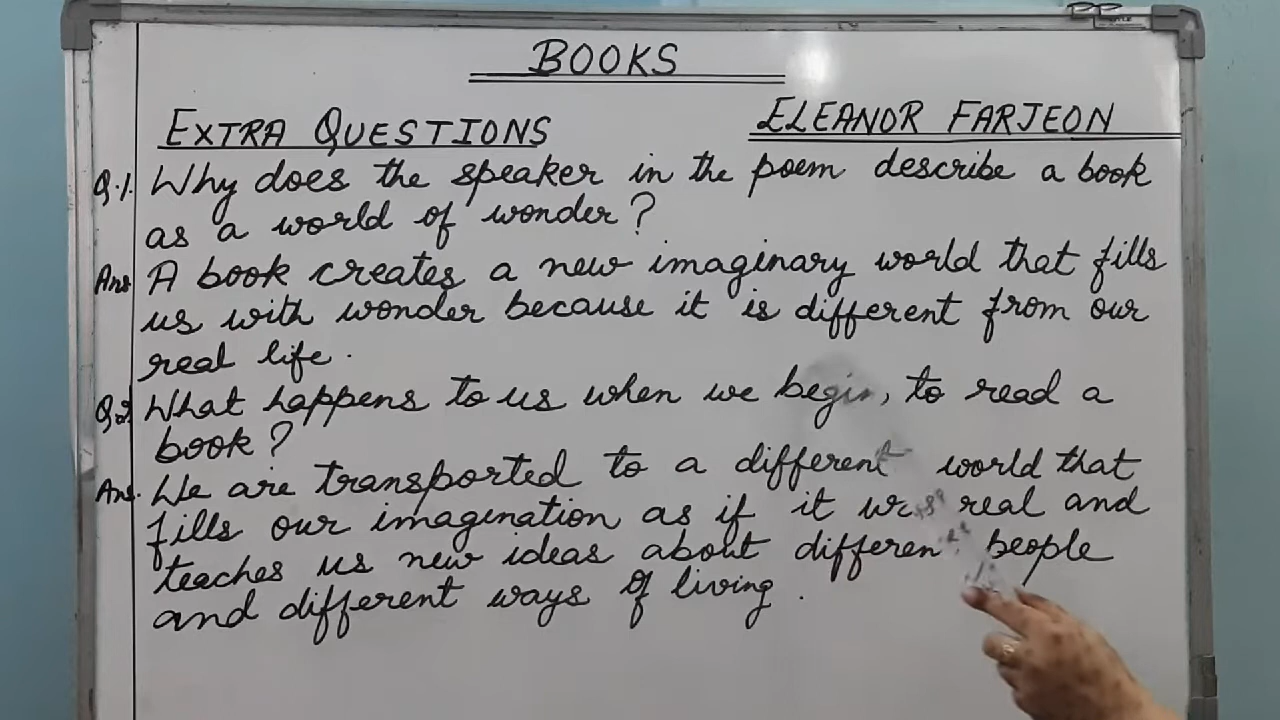 BOOKS
EXTRA QUESTIONS
ELEANOR FARJEON
Q.1. Why does the speaker in the poem describe a book
as a world of wonder?
Ans. A book creates a new imaginary world that fills
us with wonder because it is different from our
real life.
Q.2. What happens to us when we begin, to read a
book?
Ans. We are transported to a different world that
fills our imagination as if it was real and
teaches us new ideas about different people
and different ways of living.